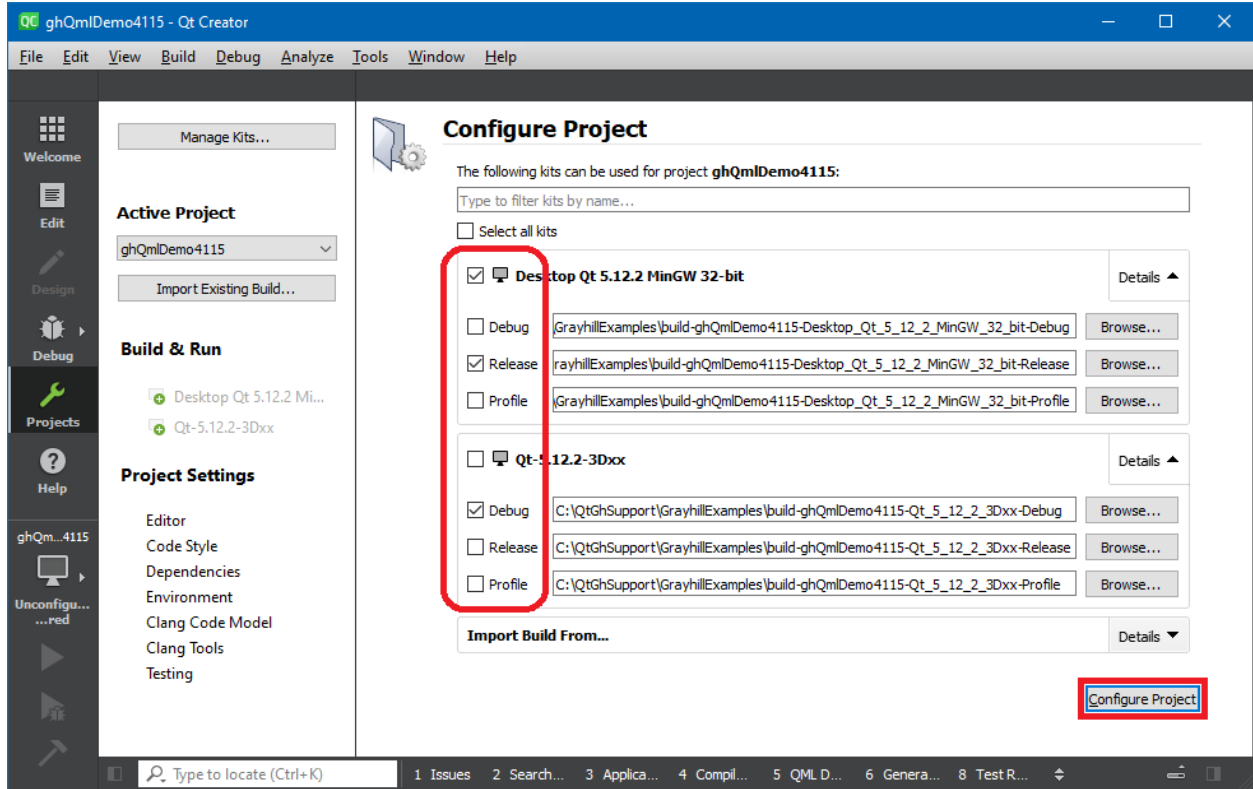 QC ghQmlDemo4115 - Qt Creator
File Edit View Build Debug Analyze Tools Window Help
Welcome
Edit
Design
Debug
Projects
Help
ghQm...4115
Unconfigu...
...red
Manage Kits...
Active Project
ghQmlDemo4115
Import Existing Build...
Build & Run
Desktop Qt 5.12.2 Mi...
Qt-5.12.2-3Dxx
Project Settings
Editor
Code Style
Dependencies
Environment
Clang Code Model
Clang Tools
Testing
Configure Project
The following kits can be used for project ghQmlDemo4115:
Type to filter kits by name...
Select all kits
Desktop Qt 5.12.2 MinGW 32-bit Details
Debug \GrayhillExamples\build-ghQmlDemo4115-Desktop_Qt_5_12_2_MinGW_32_bit-Debug Browse...
Release rayhillExamples\build-ghQmlDemo4115-Desktop_Qt_5_12_2_MinGW_32_bit-Release Browse...
Profile \GrayhillExamples\build-ghQmlDemo4115-Desktop_Qt_5_12_2_MinGW_32_bit-Profile Browse...
Qt-5.12.2-3Dxx Details
Debug C:\QtGhSupport\GrayhillExamples\build-ghQmlDemo4115-Qt_5_12_2_3Dxx-Debug Browse...
Release C:\QtGhSupport\GrayhillExamples\build-ghQmlDemo4115-Qt_5_12_2_3Dxx-Release Browse...
Profile C:\QtGhSupport\GrayhillExamples\build-ghQmlDemo4115-Qt_5_12_2_3Dxx-Profile Browse...
Import Build From... Details
Configure Project
Type to locate (Ctrl+K) 1 Issues 2 Search... 3 Applica... 4 Compil... 5 QML D... 6 Genera... 8 Test R...